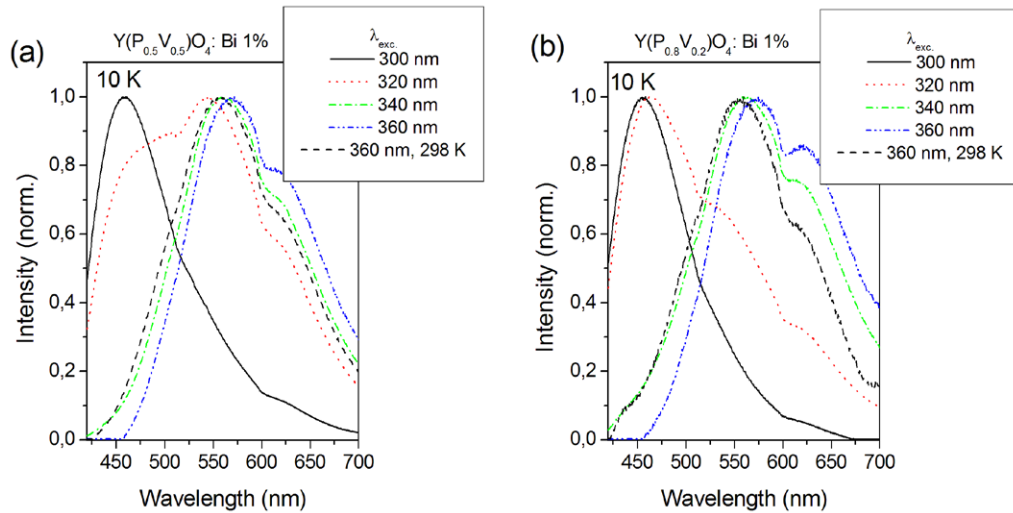 (a)
Y(P0.5V0.5)O4: Bi 1%
λexc.
300 nm
320 nm
340 nm
360 nm
360 nm, 298 K
10 K
1,0
0,8
0,6
0,4
0,2
0,0
Intensity (norm.)
450 500 550 600 650 700
Wavelength (nm)
(b)
Y(P0.8V0.2)O4: Bi 1%
λexc.
300 nm
320 nm
340 nm
360 nm
360 nm, 298 K
10 K
1,0
0,8
0,6
0,4
0,2
0,0
Intensity (norm.)
450 500 550 600 650 700
Wavelength (nm)